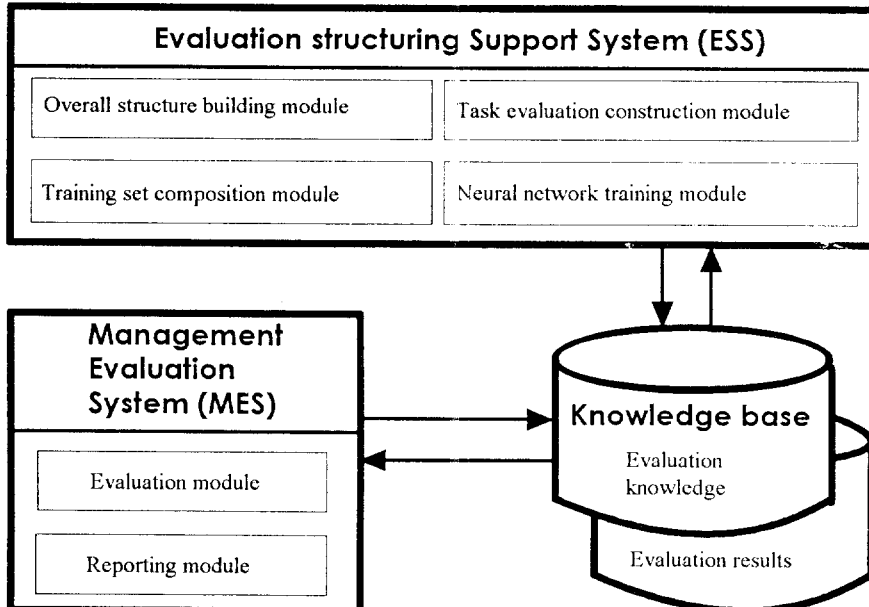 Evaluation structuring Support System (ESS)
Overall structure building module
Task evaluation construction module
Training set composition module
Neural network training module
Management
Evaluation
System (MES)
Evaluation module
Reporting module
Knowledge base
Evaluation
knowledge
Evaluation results